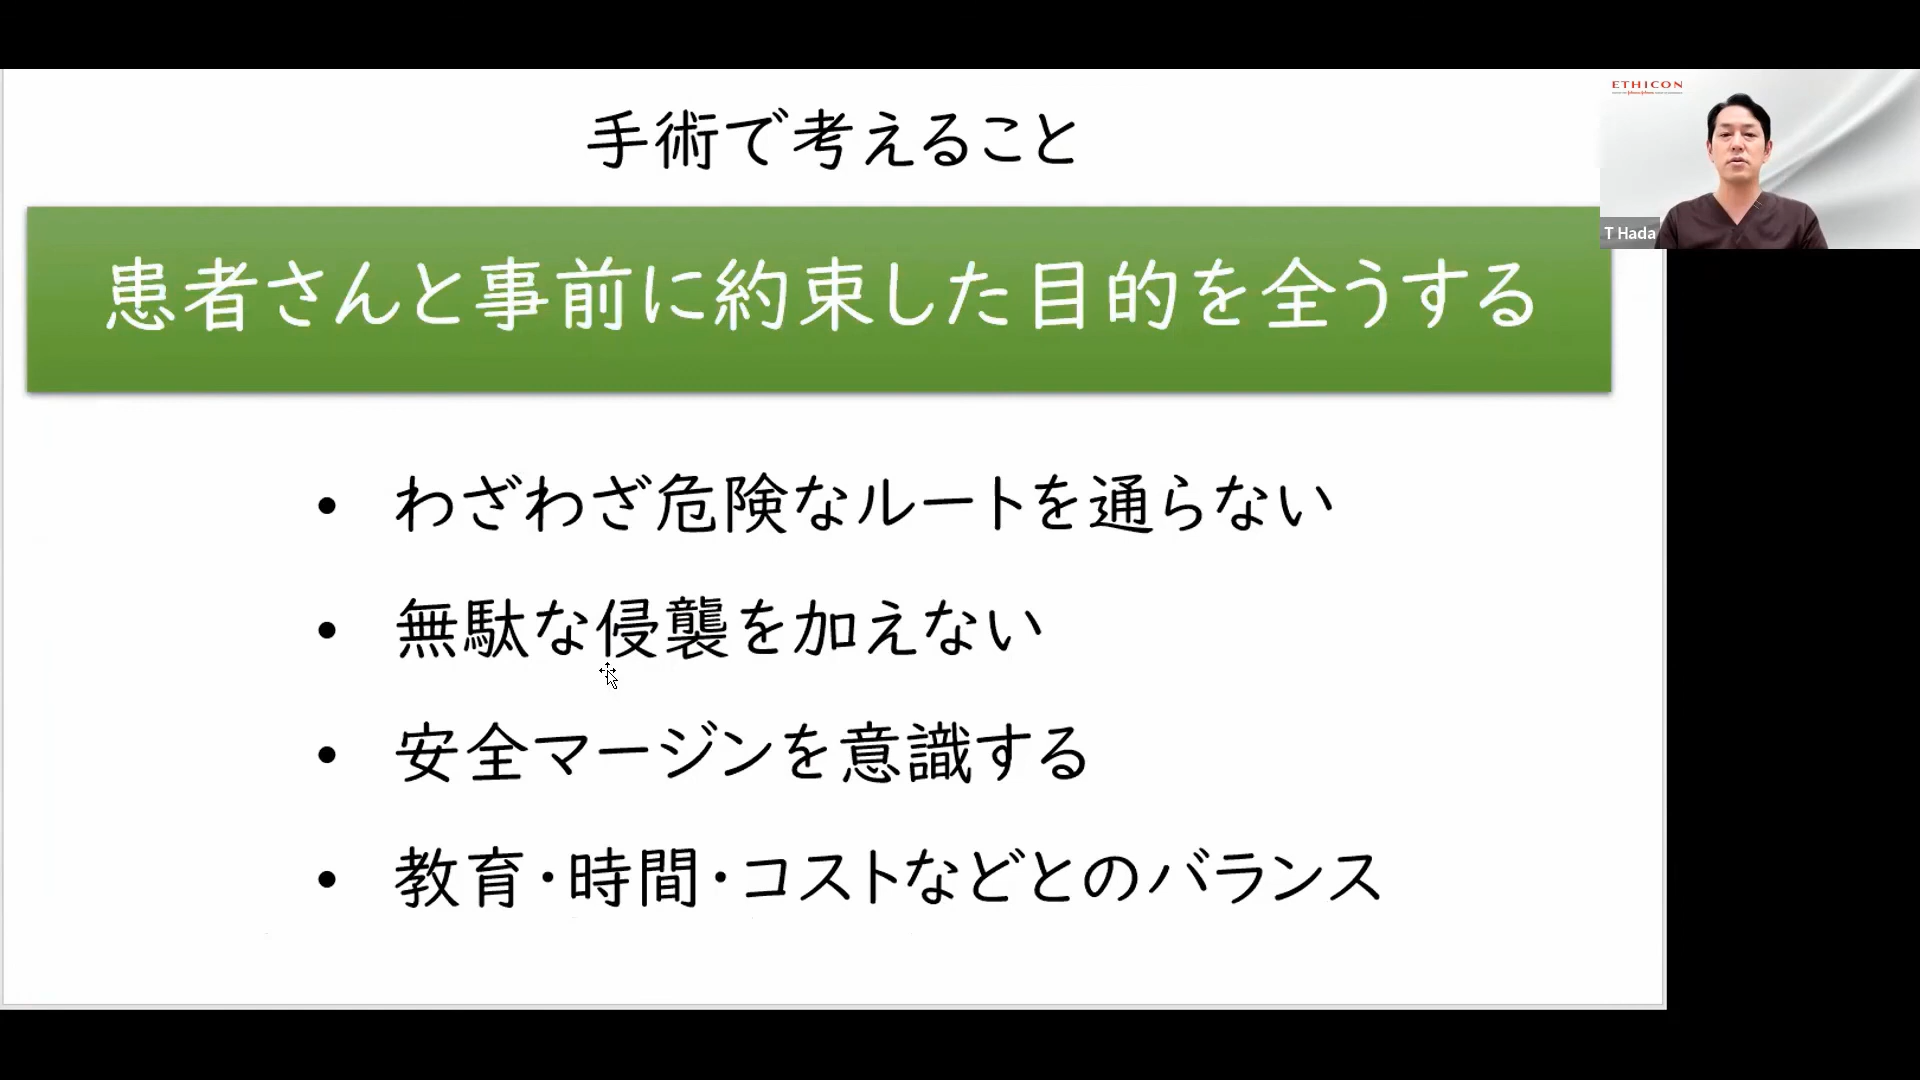 手術で考えること
ETHICON
T Hada
患者さんと事前に約束した目的を全うする
• わざわざ危険なルートを通らない
• 無駄な侵襲を加えない
• 安全マージンを意識する
• 教育・時間・コストなどとのバランス